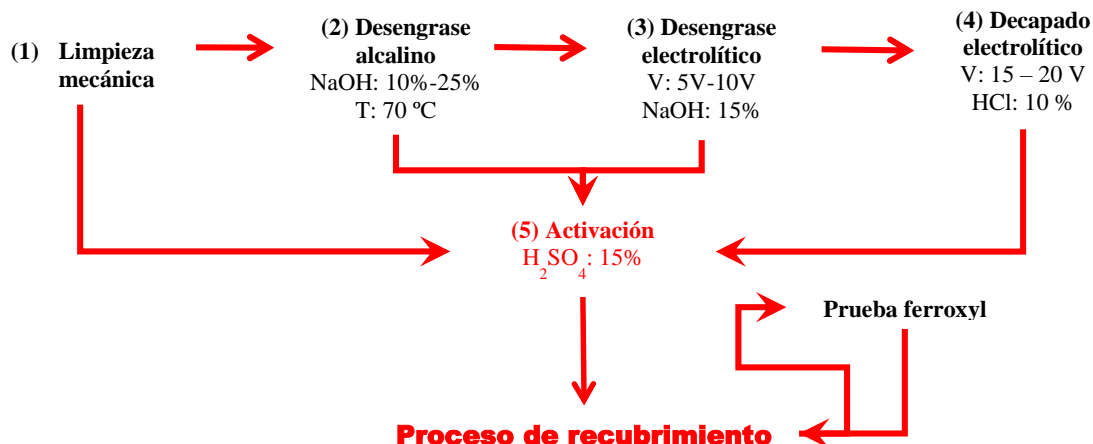 (1) Limpieza
mecánica
(2) Desengrase
alcalino
NaOH: 10%-25%
T: 70 ºC
(3) Desengrase
electrolítico
V: 5V-10V
NaOH: 15%
(4) Decapado
electrolítico
V: 15 – 20 V
HCl: 10 %
(5) Activación
H2SO4: 15%
Prueba ferroxyl
Proceso de recubrimiento